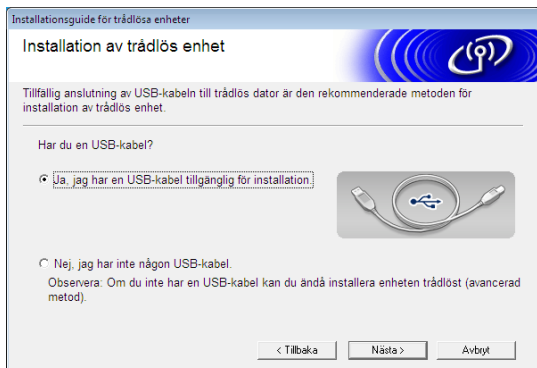 Installationsguide för trådlösa enheter
Installation av trådlös enhet
Tillfällig anslutning av USB-kabeln till trådlös dator är den rekommenderade metoden för
installation av trådlös enhet.
Har du en USB-kabel?
Ja, jag har en USB-kabel tillgänglig för installation.
Nej, jag har inte någon USB-kabel.
Observera: Om du inte har en USB-kabel kan du ändå installera enheten trådlöst (avancerad
metod).
< Tillbaka
Nästa >
Avbryt